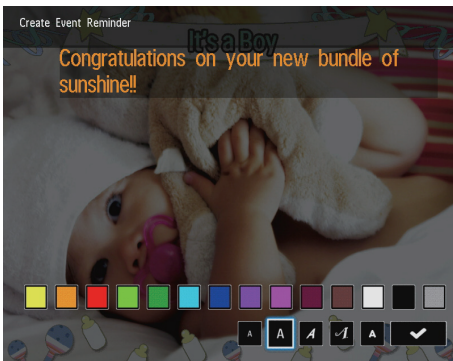 Create Event Reminder
It's a Boy
Congratulations on your new bundle of
sunshine!!
A A A A A